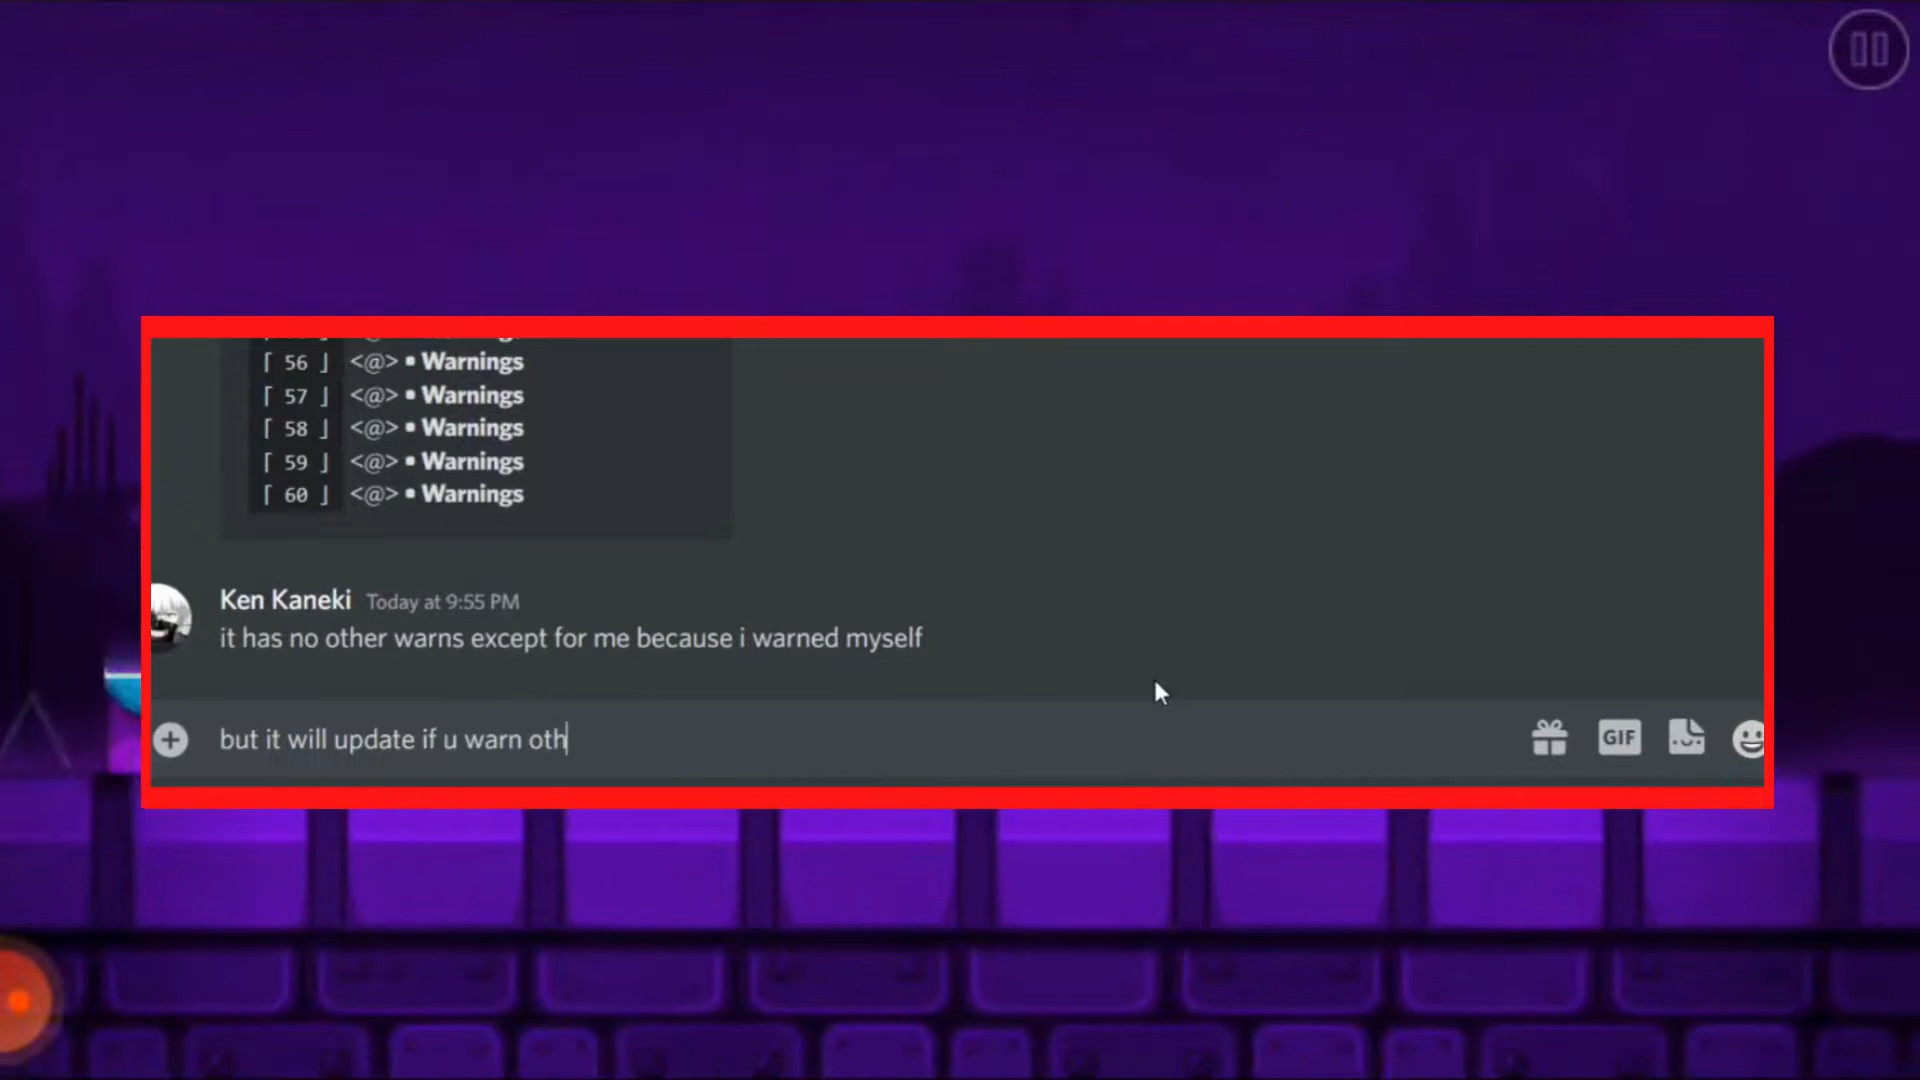 ⌈ 56 ⌋ <@> ▪ Warnings
⌈ 57 ⌋ <@> ▪ Warnings
⌈ 58 ⌋ <@> ▪ Warnings
⌈ 59 ⌋ <@> ▪ Warnings
⌈ 60 ⌋ <@> ▪ Warnings
Ken Kaneki Today at 9:55 PM
it has no other warns except for me because i warned myself
but it will update if u warn oth
GIF